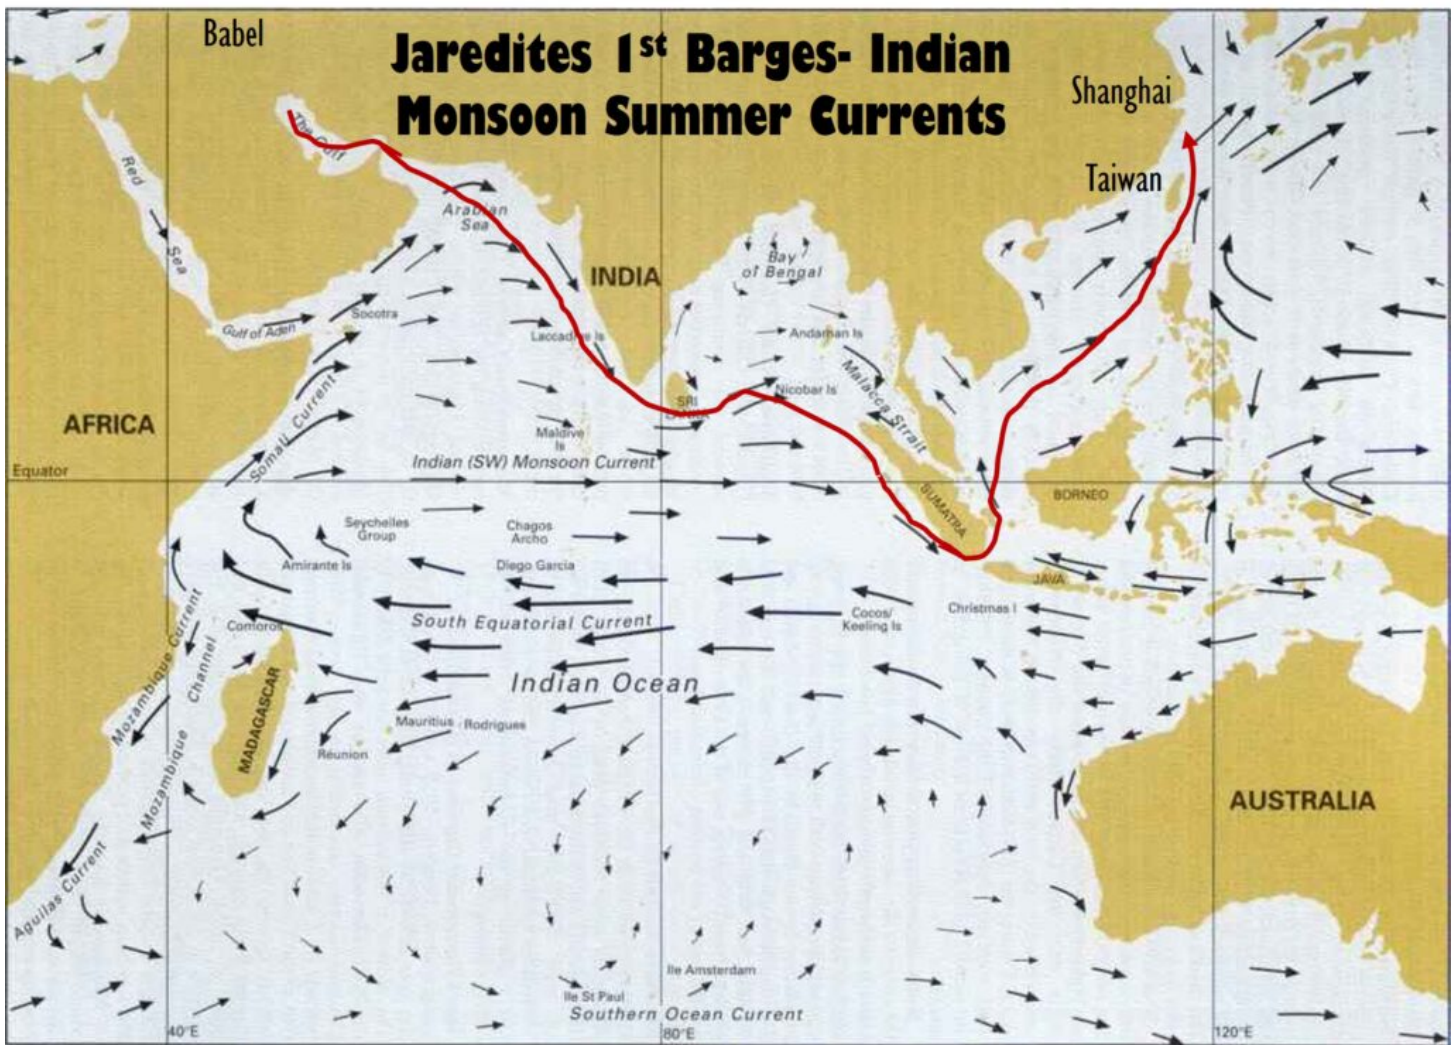 Babel
Jaredites 1st Barges- Indian
Monsoon Summer Currents
Shanghai
Taiwan
The Gulf
Red
Sea
Arabian
Sea
INDIA
Bay
of Bengal
Gulf of Aden
Socotra
Laccadive Is
Andaman Is
Malacca Strait
Nicobar Is
SRI
LANKA
AFRICA
Somali Current
Maldive
Is
Equator
Indian (SW) Monsoon Current
SUMATRA
BORNEO
Seychelles
Group
Chagos
Archo
Amirante Is
Diego Garcia
JAVA
Comoros
South Equatorial Current
Cocos/
Keeling Is
Christmas I
Mozambique Current
Mozambique Channel
MADAGASCAR
Indian Ocean
Mauritius
Rodrigues
Réunion
AUSTRALIA
Agulias Current
Ile Amsterdam
Ile St Paul
Southern Ocean Current
40°E
80°E
120°E